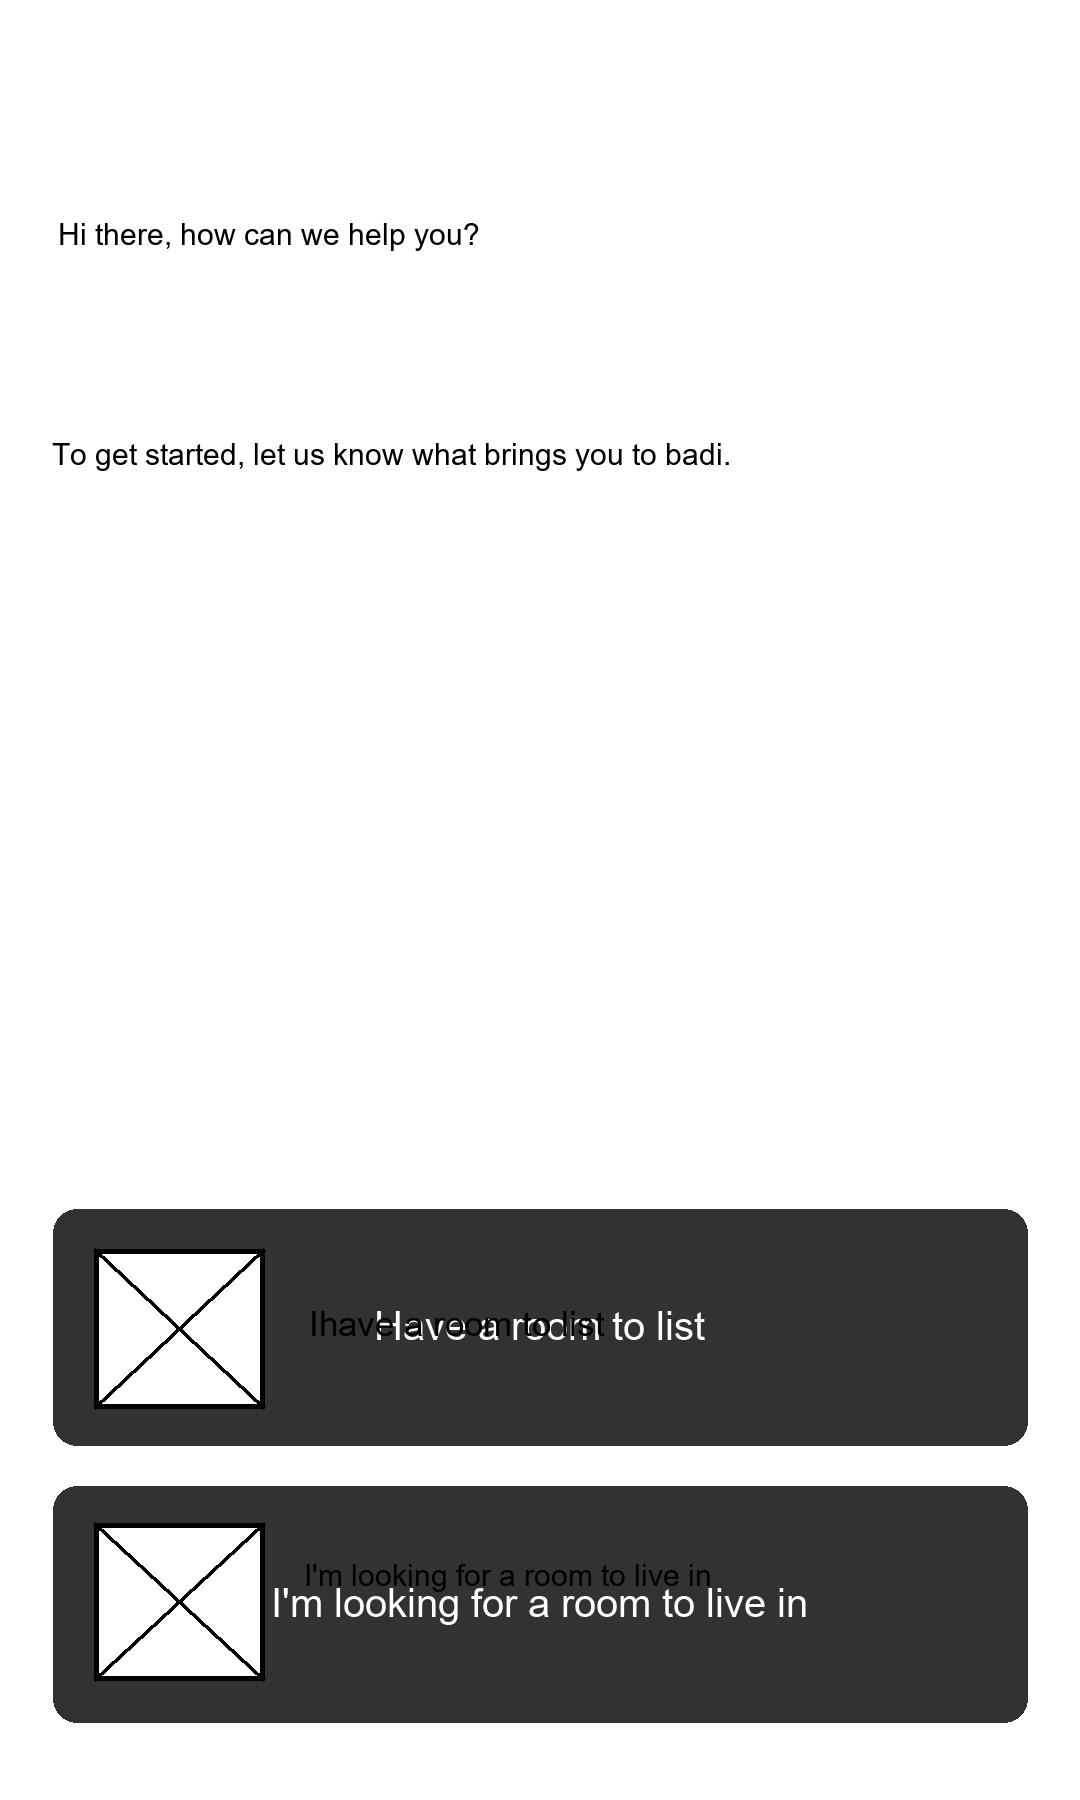 Hi there, how can we help you?
To get started, let us know what brings you to badi.
Ihave a room to list
Have a room to list
I'm looking for a room to live in
I'm looking for a room to live in